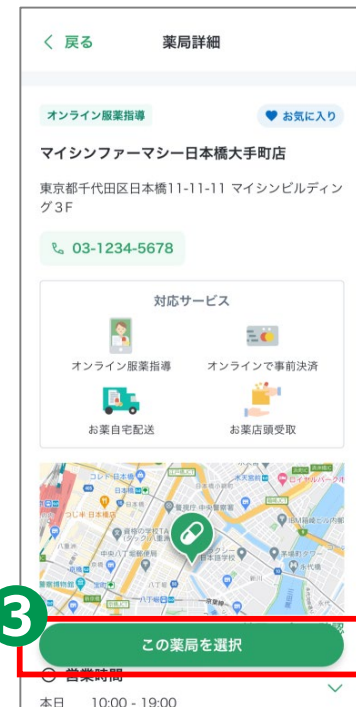 戻る 薬局詳細
オンライン服薬指導 お気に入り
マイシンファーマシー日本橋大手町店
東京都千代田区日本橋11-11-11 マイシンビルディン
グ3F
03-1234-5678
対応サービス
オンライン服薬指導 オンラインで事前決済
お薬自宅配送 お薬店頭受取
3
この薬局を選択
営業時間
本日 10:00 - 19:00